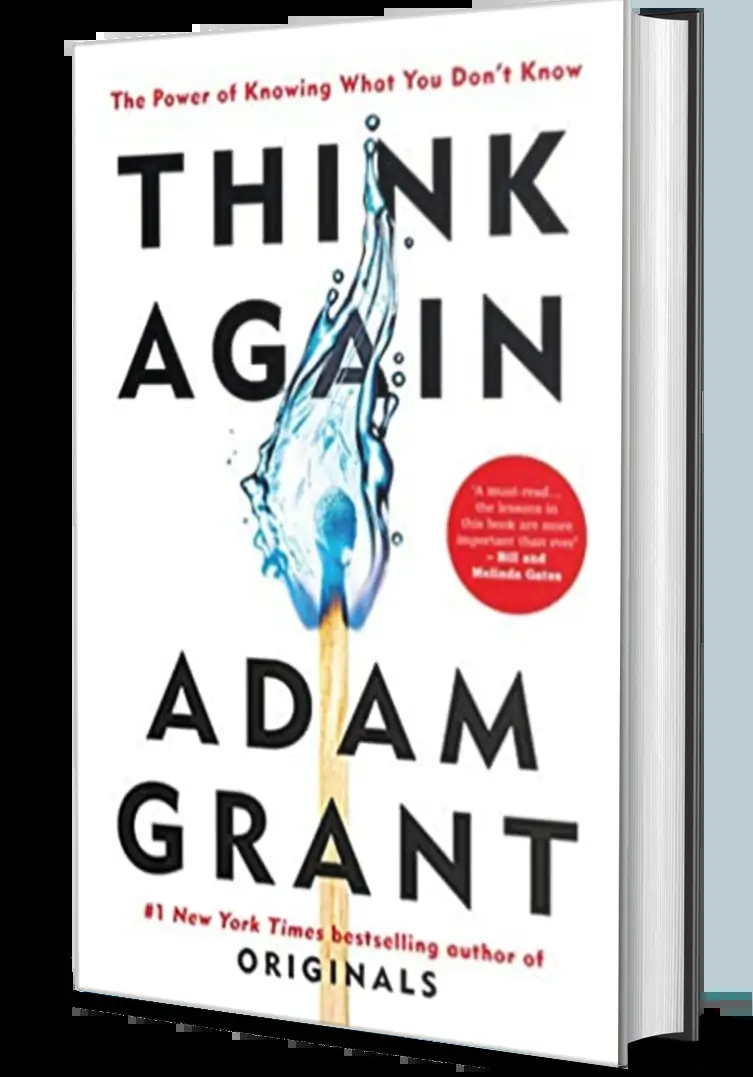 The Power of Knowing What You Don't Know
THINK
AGAIN
"A must-read...
the lessons in
this book are more
important than ever"
– Bill and
Melinda Gates
ADAM
GRANT
#1 New York Times bestselling author of
ORIGINALS